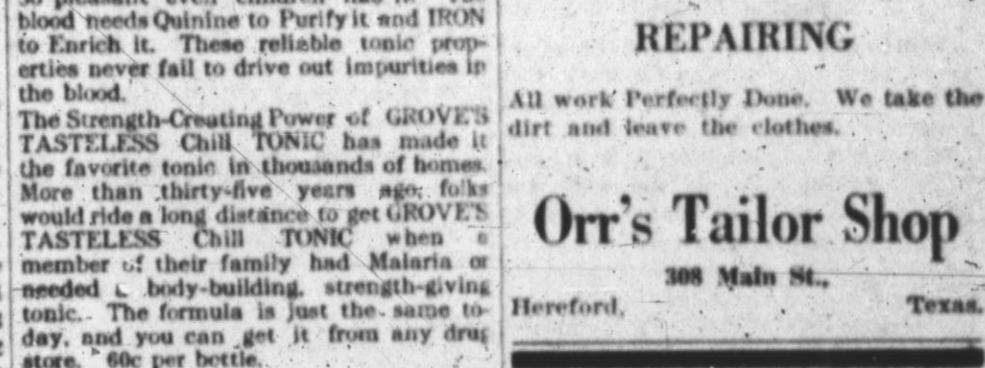 blood needs Quinine to Purify it and IRON
to Enrich it. These reliable tonic prop-
erties never fail to drive out impurities in
the blood.
The Strength-Creating Power of GROVE'S
TASTELESS Chill TONIC has made it
the favorite tonic in thousands of homes.
More than thirty-five years ago, folks
would ride a long distance to get GROVE'S
TASTELESS Chill TONIC when a
member of their family had Malaria or
needed a body-building, strength-giving
tonic. The formula is just the same to-
day, and you can get it from any drug
store. 60c per bottle.
REPAIRING
All work Perfectly Done. We take the
dirt and leave the clothes.
Orr's Tailor Shop
308 Main St.,
Hereford, Texas.